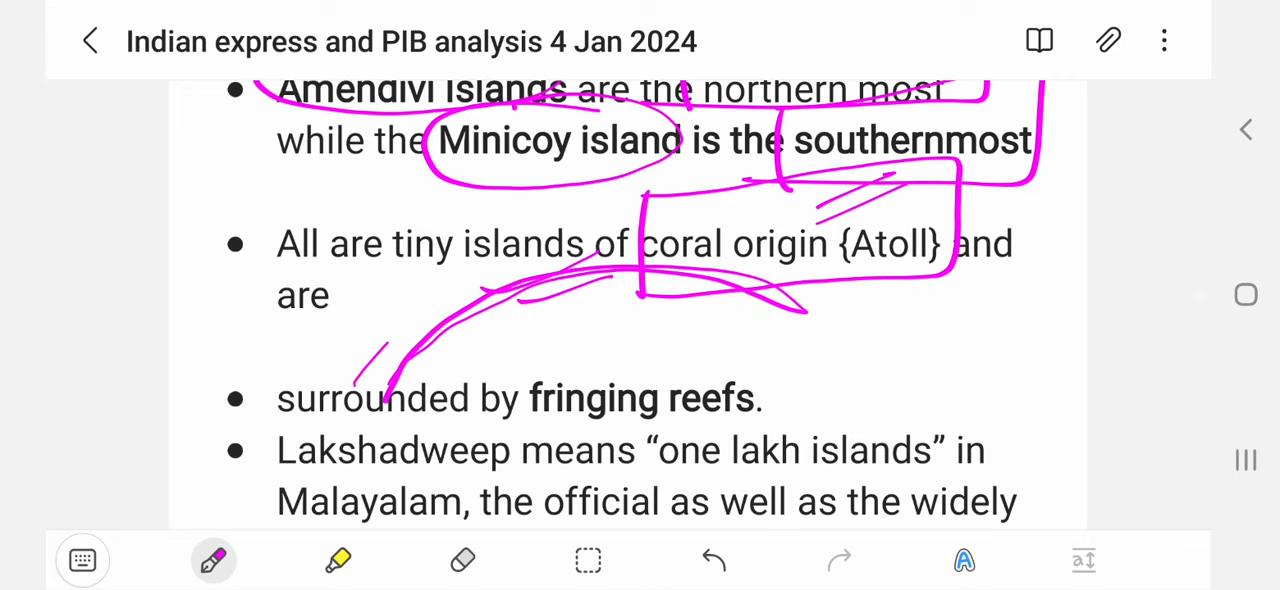 Indian express and PIB analysis 4 Jan 2024
Amendivi Islands are the northern most
while the Minicoy island is the southernmost
All are tiny islands of coral origin {Atoll} and
are
surrounded by fringing reefs.
Lakshadweep means “one lakh islands” in
Malayalam, the official as well as the widely